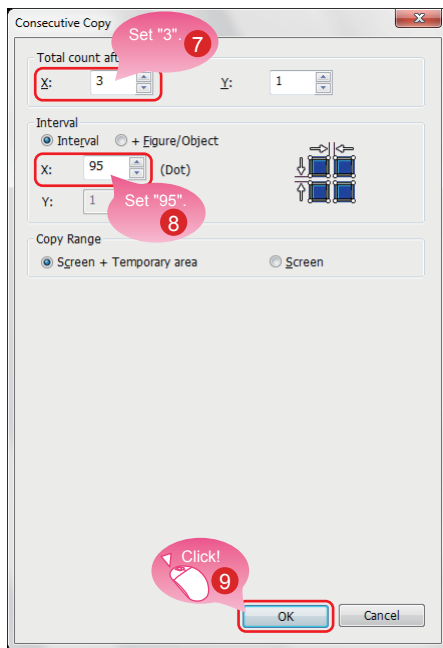 Consecutive Copy
Set "3".
7
Total count aft
X: 3 Y: 1
Interval
Interval + Figure/Object
X: 95 (Dot)
Y: 1
Set "95".
8
Copy Range
Screen + Temporary area Screen
Click!
9
OK Cancel